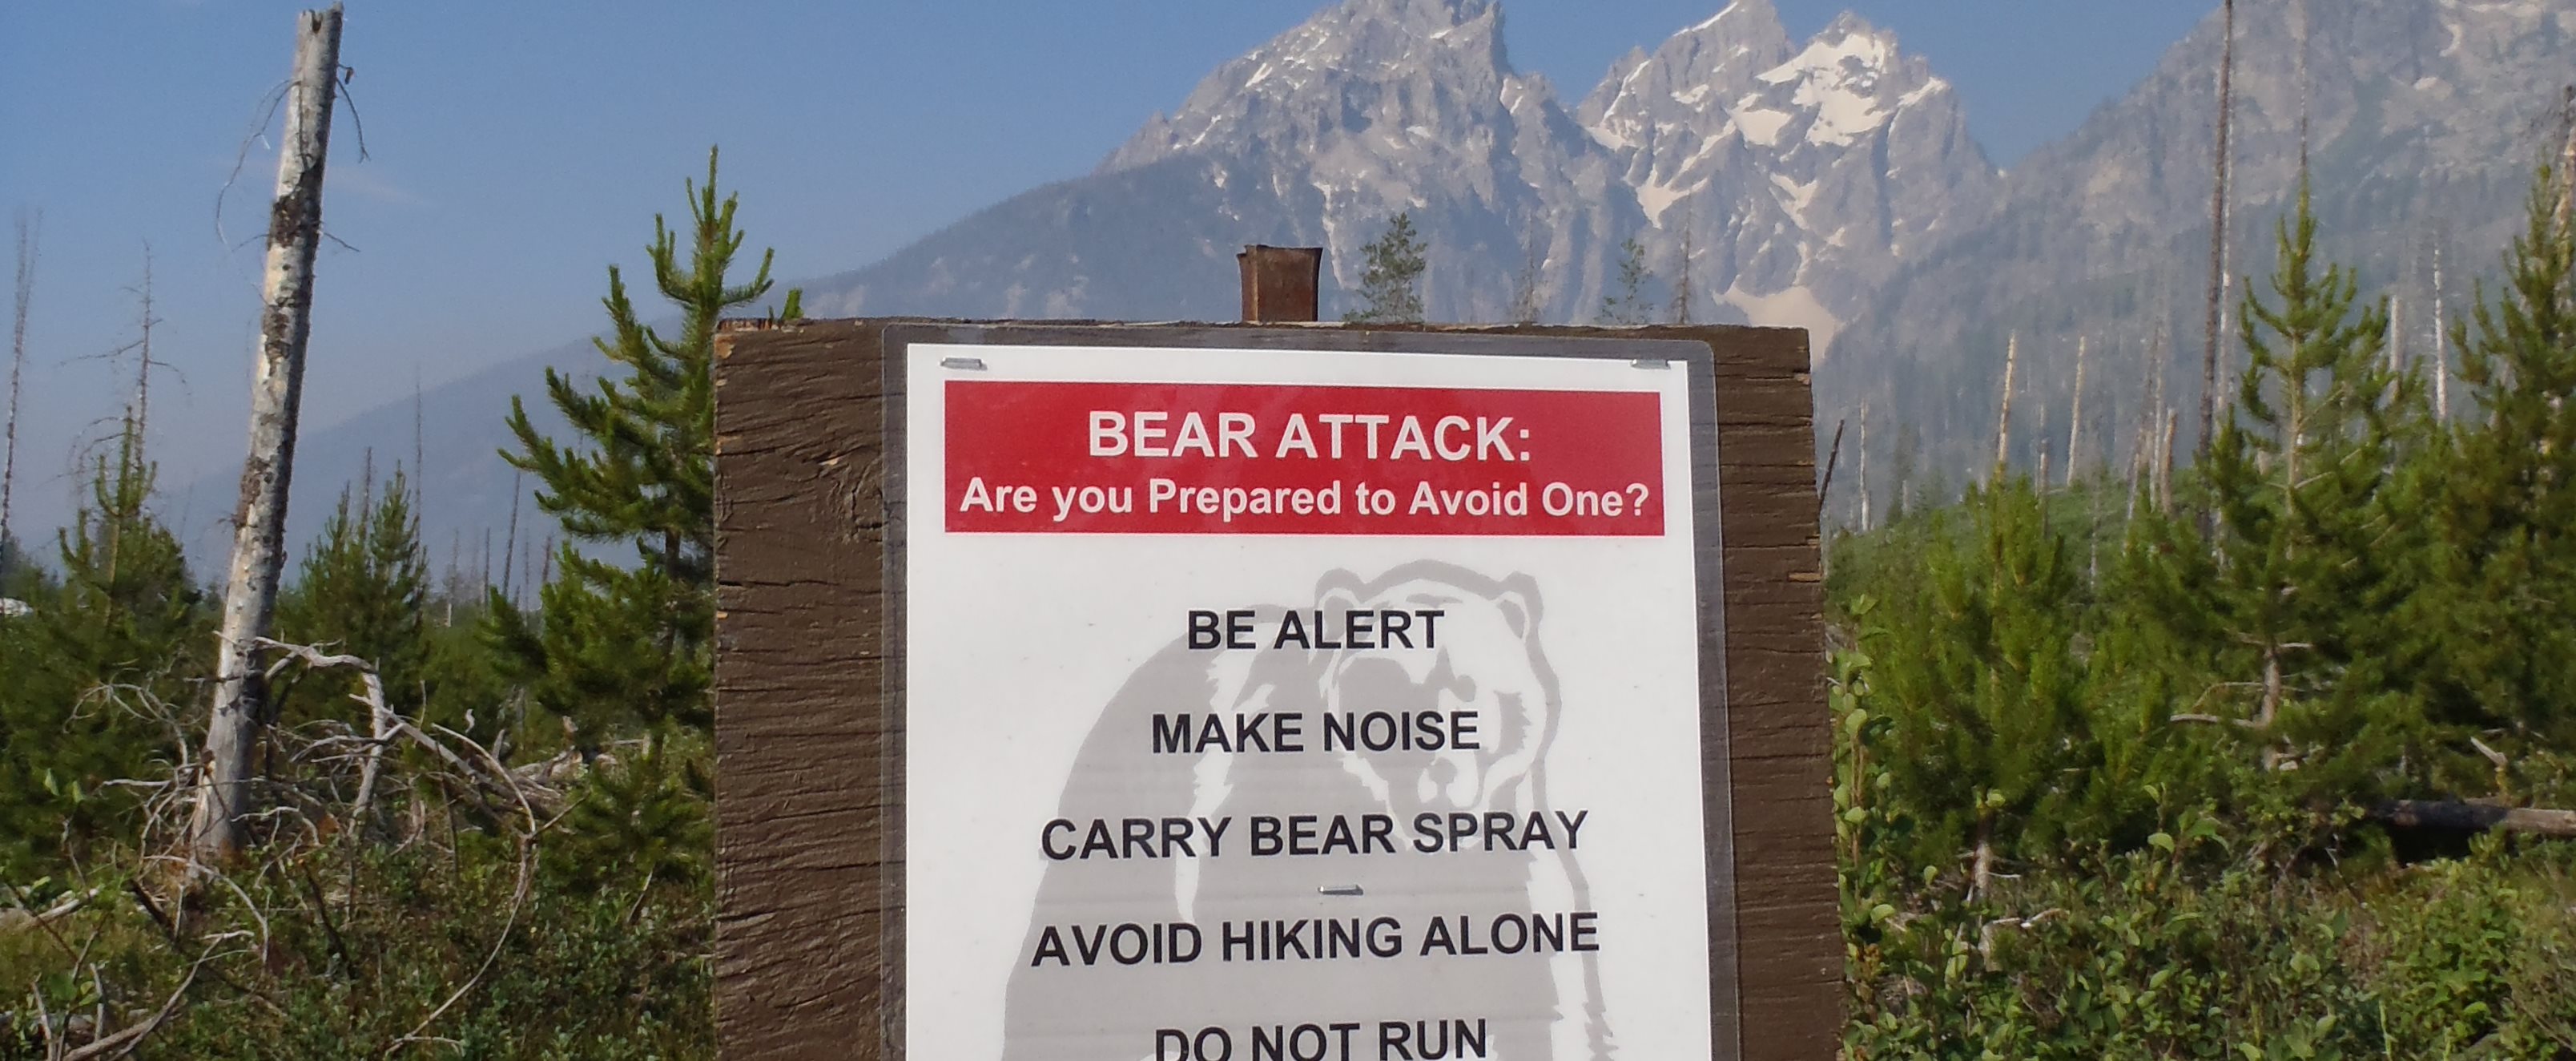 BEAR ATTACK:
Are you Prepared to Avoid One?
BE ALERT
MAKE NOISE
CARRY BEAR SPRAY
AVOID HIKING ALONE
DO NOT RUN